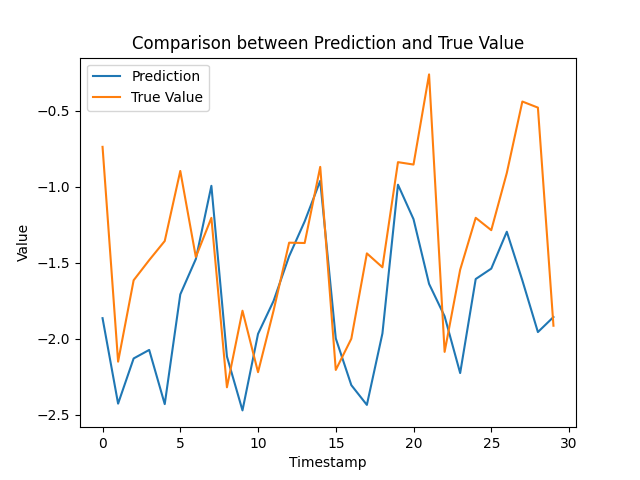 Comparison between Prediction and True Value
Prediction
True Value
−0.5
−1.0
−1.5
−2.0
−2.5
Value
0 5 10 15 20 25 30
Timestamp